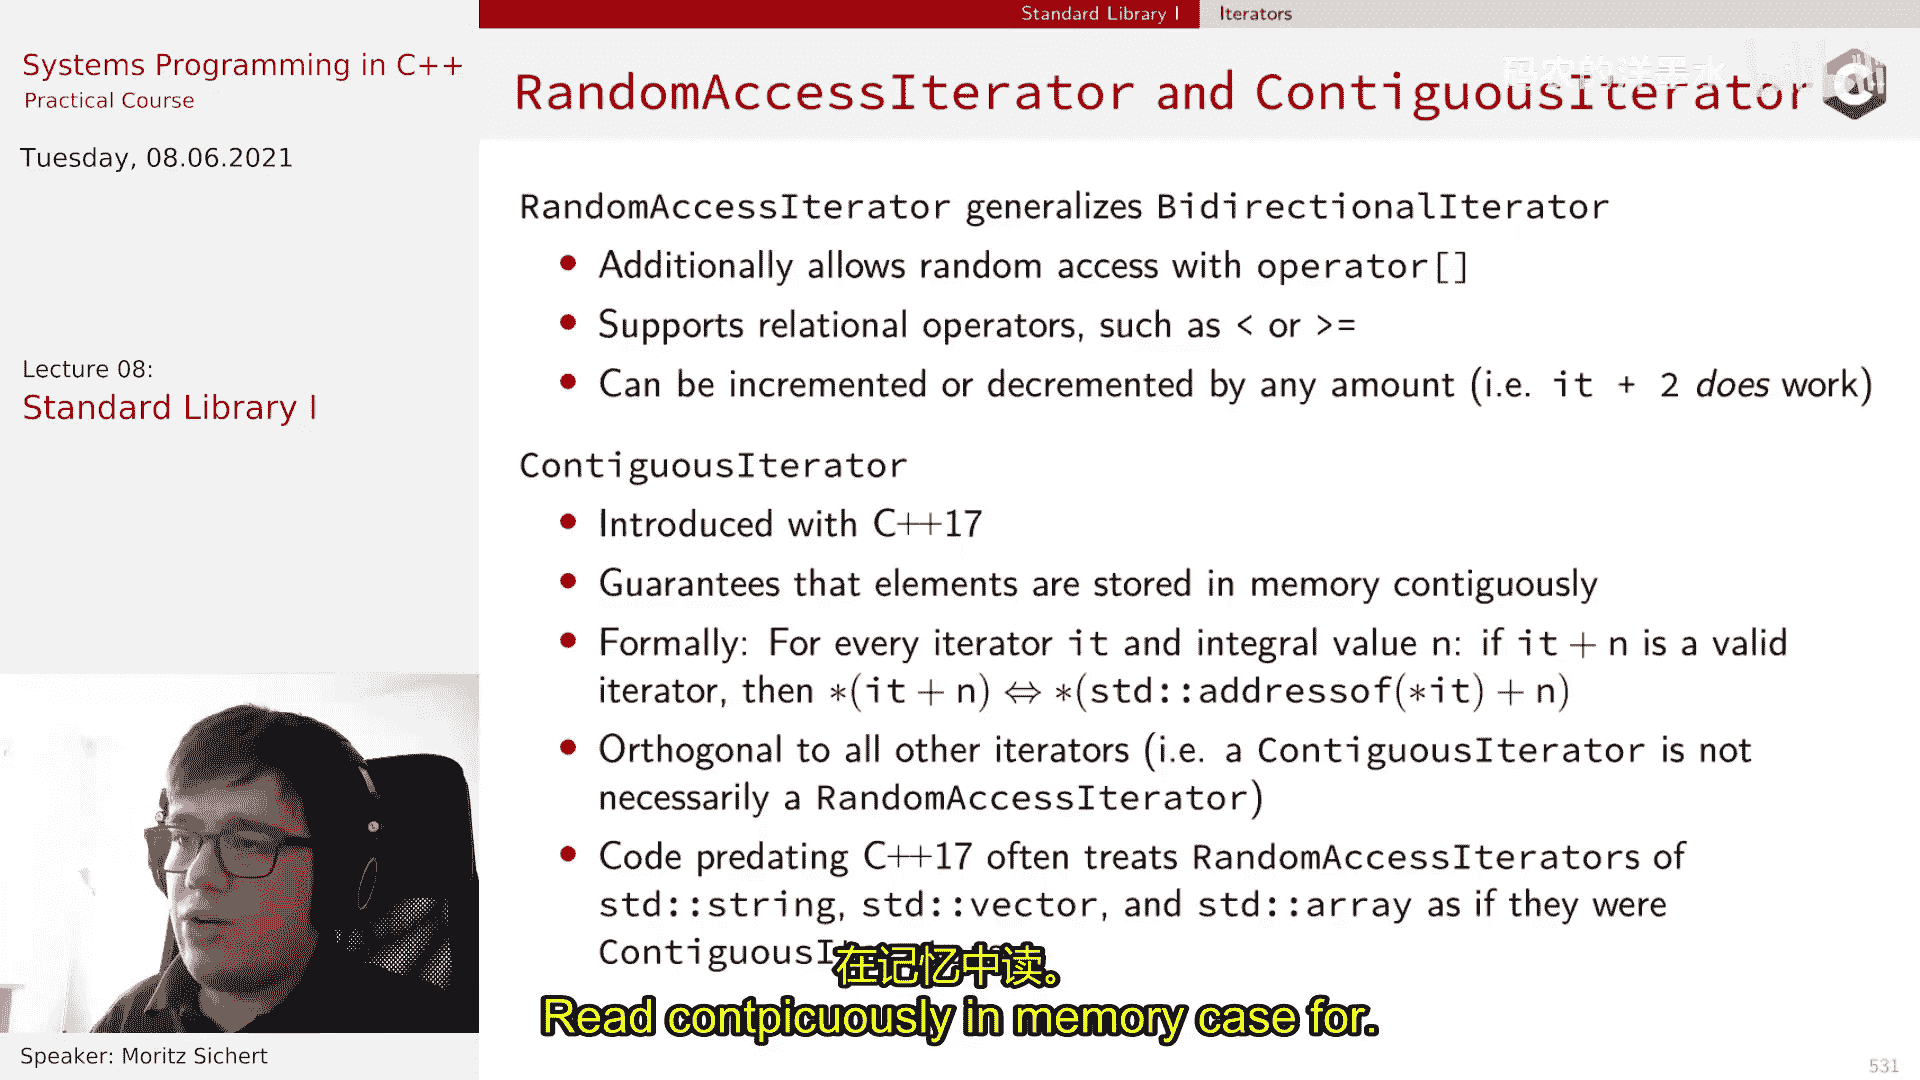 Standard Library I Iterators
Systems Programming in C++
Practical Course
Tuesday, 08.06.2021
Lecture 08:
Standard Library I
RandomAccessIterator and ContiguousIterator
码农的洋墨水
RandomAccessIterator generalizes BidirectionalIterator
• Additionally allows random access with operator[]
• Supports relational operators, such as < or >=
• Can be incremented or decremented by any amount (i.e. it + 2 does work)
ContiguousIterator
• Introduced with C++17
• Guarantees that elements are stored in memory contiguously
• Formally: For every iterator it and integral value n: if it + n is a valid
iterator, then *(it + n) ⇔ *(std::addressof(*it) + n)
• Orthogonal to all other iterators (i.e. a ContiguousIterator is not
necessarily a RandomAccessIterator)
• Code predating C++17 often treats RandomAccessIterators of
std::string, std::vector, and std::array as if they were
在记忆中读。
Read contpicuously in memory case for.
Speaker: Moritz Sichert
531